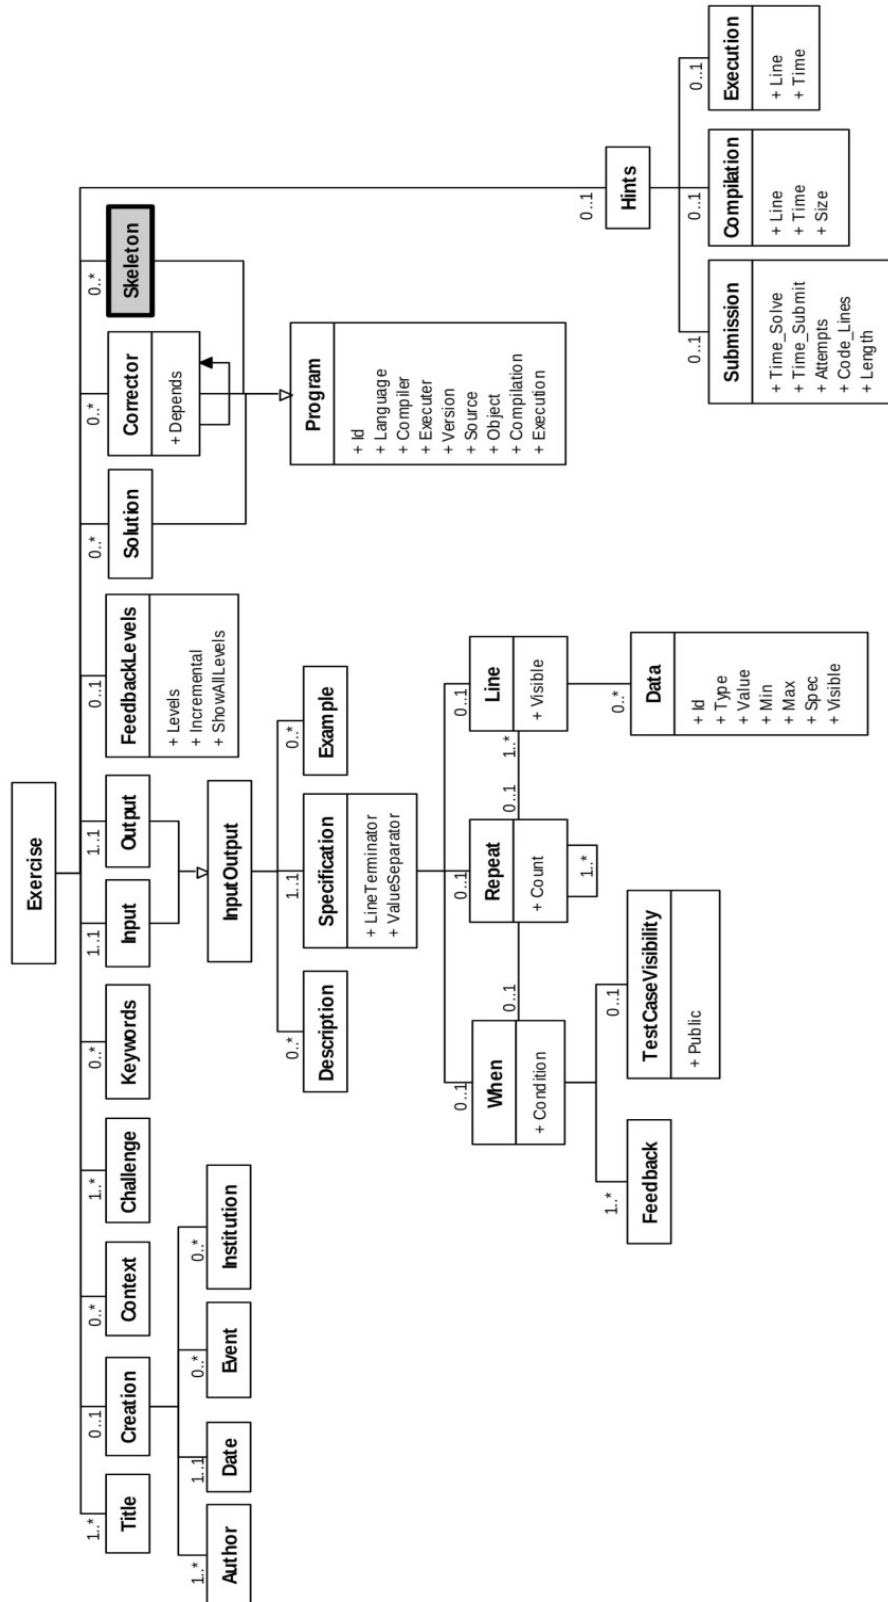 Exercise
1..*
0..1
0..*
1..*
0..*
1..1
1..1
0..1
0..*
0..*
0..*
Title
Creation
Context
Challenge
Keywords
Input
Output
FeedbackLevels
+ Levels
+ Incremental
+ ShowAllLevels
Solution
Corrector
+ Depends
Skeleton
1..*
1..1
0..*
0..*
Author
Date
Event
Institution
InputOutput
0..*
1..1
0..*
Description
Specification
+ LineTerminator
+ ValueSeparator
Example
Program
+ Id
+ Language
+ Compiler
+ Executer
+ Version
+ Source
+ Object
+ Compilation
+ Execution
0..1
0..1
0..1
When
+ Condition
0..1
Repeat
+ Count
1..*
0..1
1..*
Line
+ Visible
1..*
0..1
0..*
Feedback
TestCaseVisibility
+ Public
Data
+ Id
+ Type
+ Value
+ Min
+ Max
+ Spec
+ Visible
0..1
Hints
0..1
0..1
0..1
Submission
+ Time_Solve
+ Time_Submit
+ Attempts
+ Code_Lines
+ Length
Compilation
+ Line
+ Time
+ Size
Execution
+ Line
+ Time